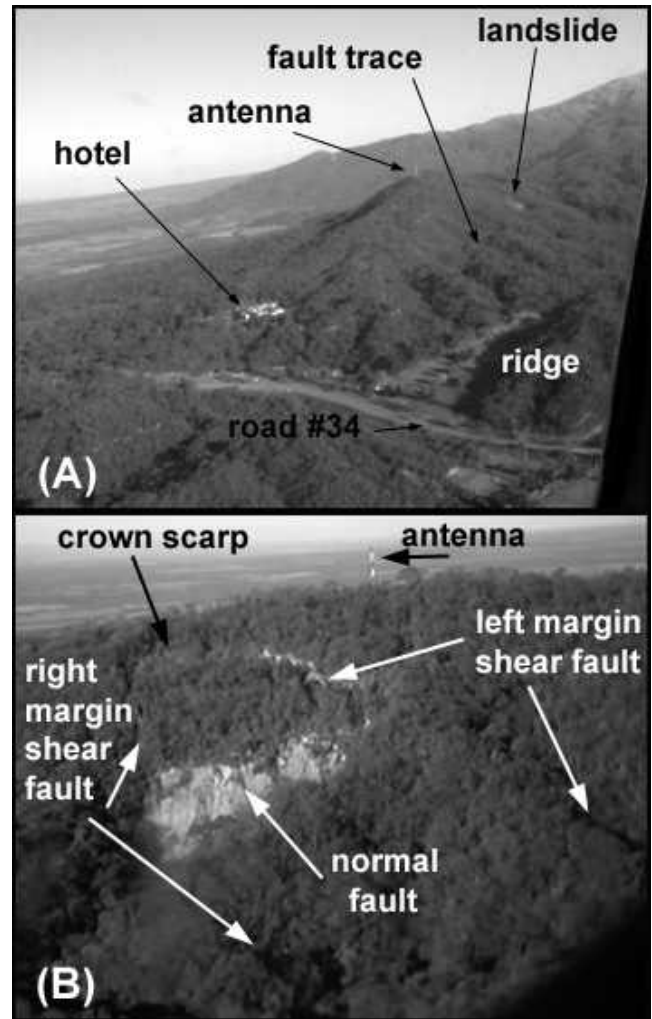 landslide
fault trace
antenna
hotel
ridge
road #34
(A)
crown scarp
antenna
left margin
shear fault
right
margin
shear
fault
normal
fault
(B)